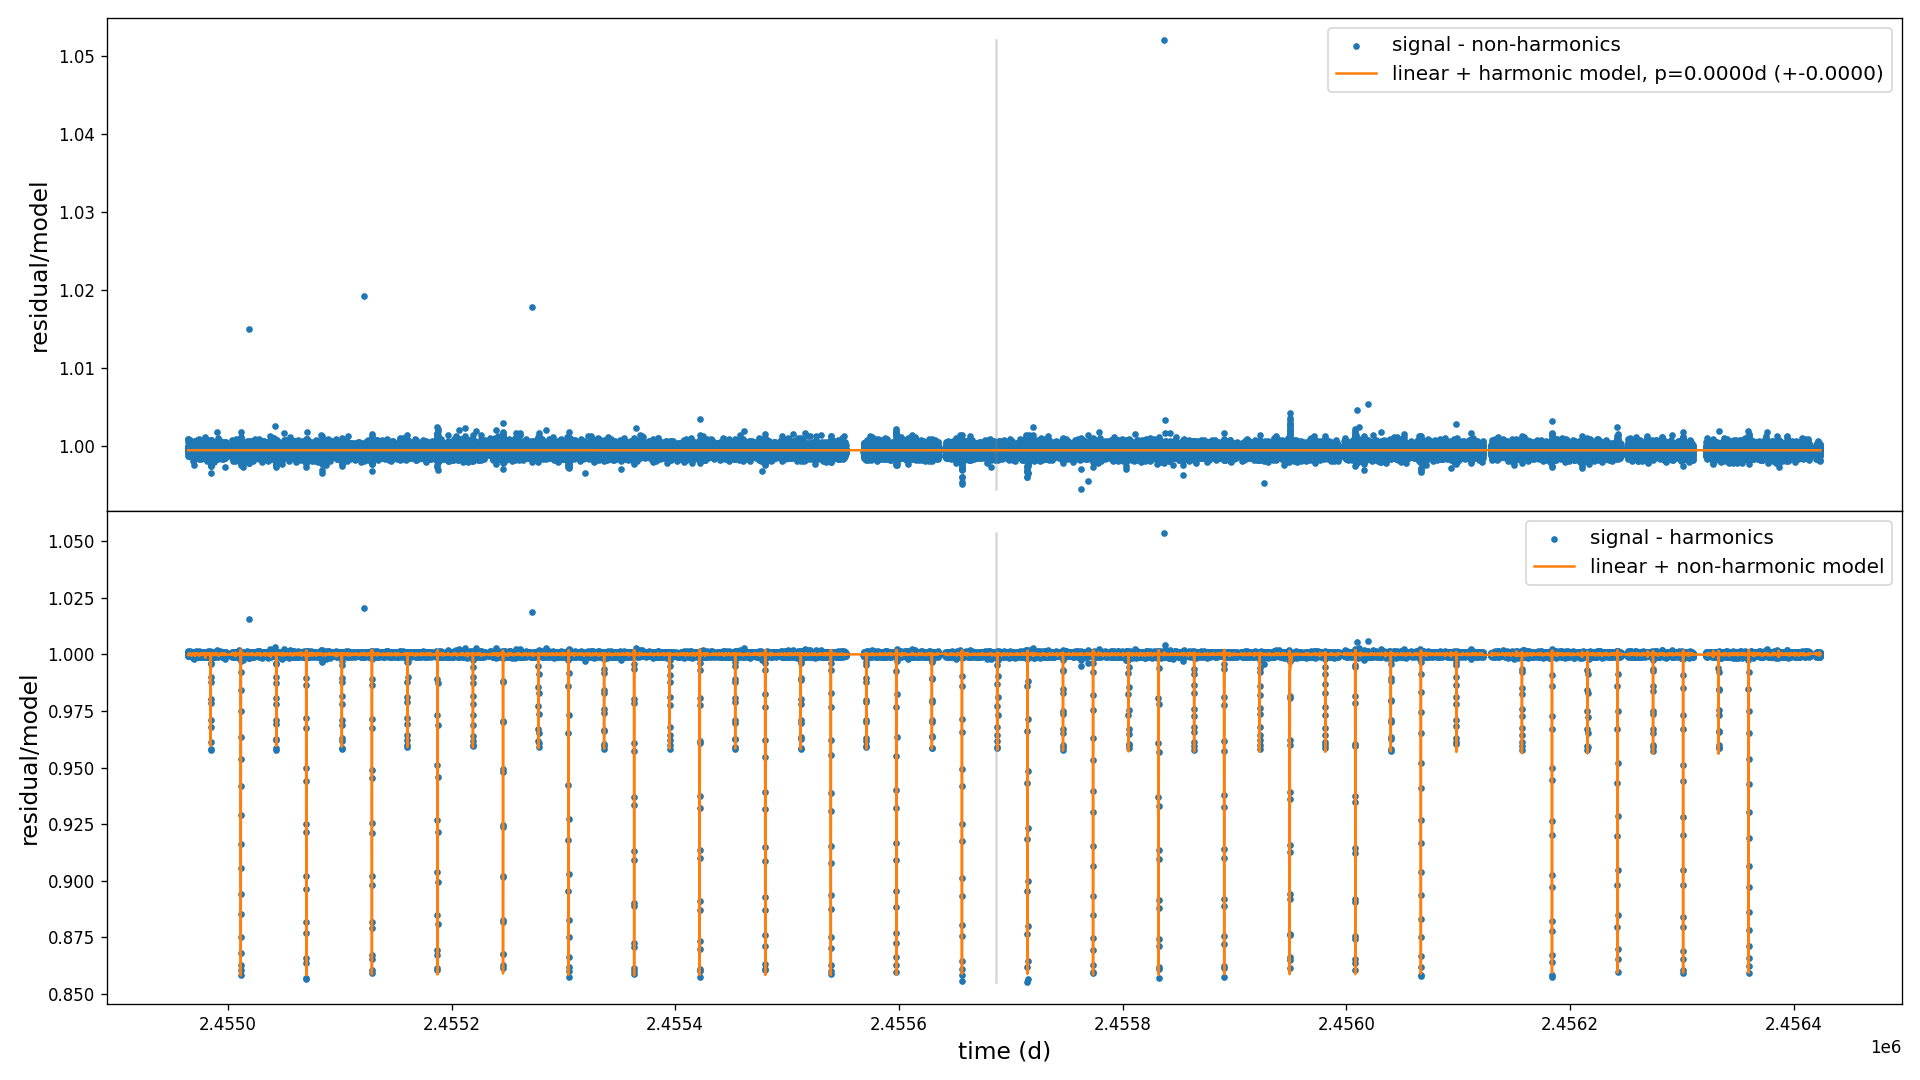 signal - non-harmonics
linear + harmonic model, p=0.0000d (+-0.0000)
1.05
1.04
1.03
1.02
1.01
1.00
residual/model
signal - harmonics
linear + non-harmonic model
1.050
1.025
1.000
0.975
0.950
0.925
0.900
0.875
0.850
residual/model
2.4550
2.4552
2.4554
2.4556
2.4558
2.4560
2.4562
2.4564
time (d)
1e6